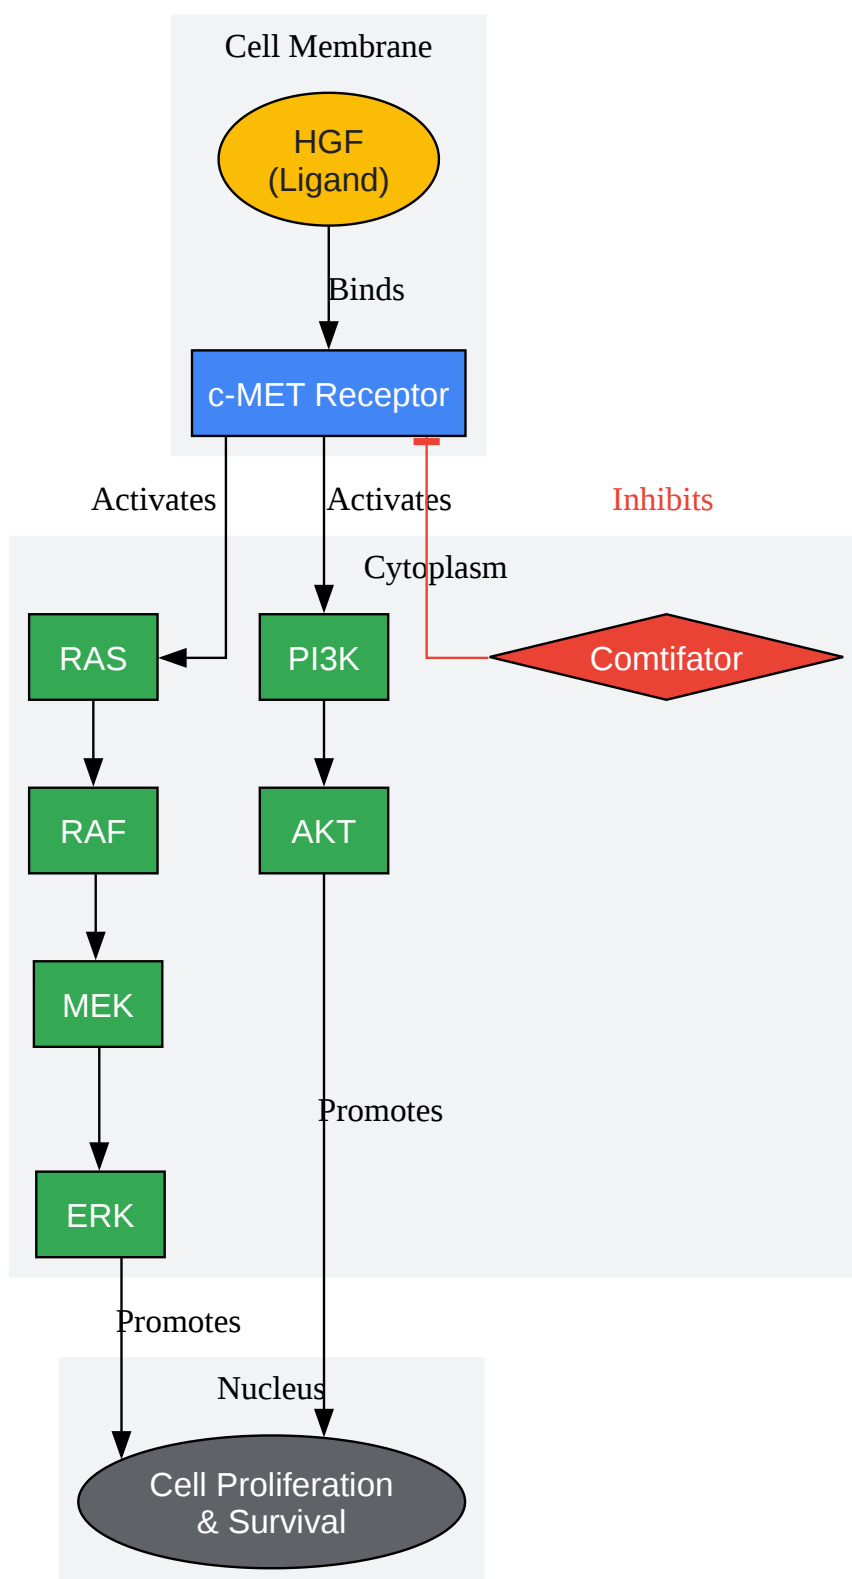 Cell Membrane
HGF
(Ligand)
Binds
c-MET Receptor
Activates
Activates
Inhibits
Cytoplasm
RAS
PI3K
Comtifator
RAF
AKT
MEK
Promotes
ERK
Promotes
Nucleus
Cell Proliferation
& Survival